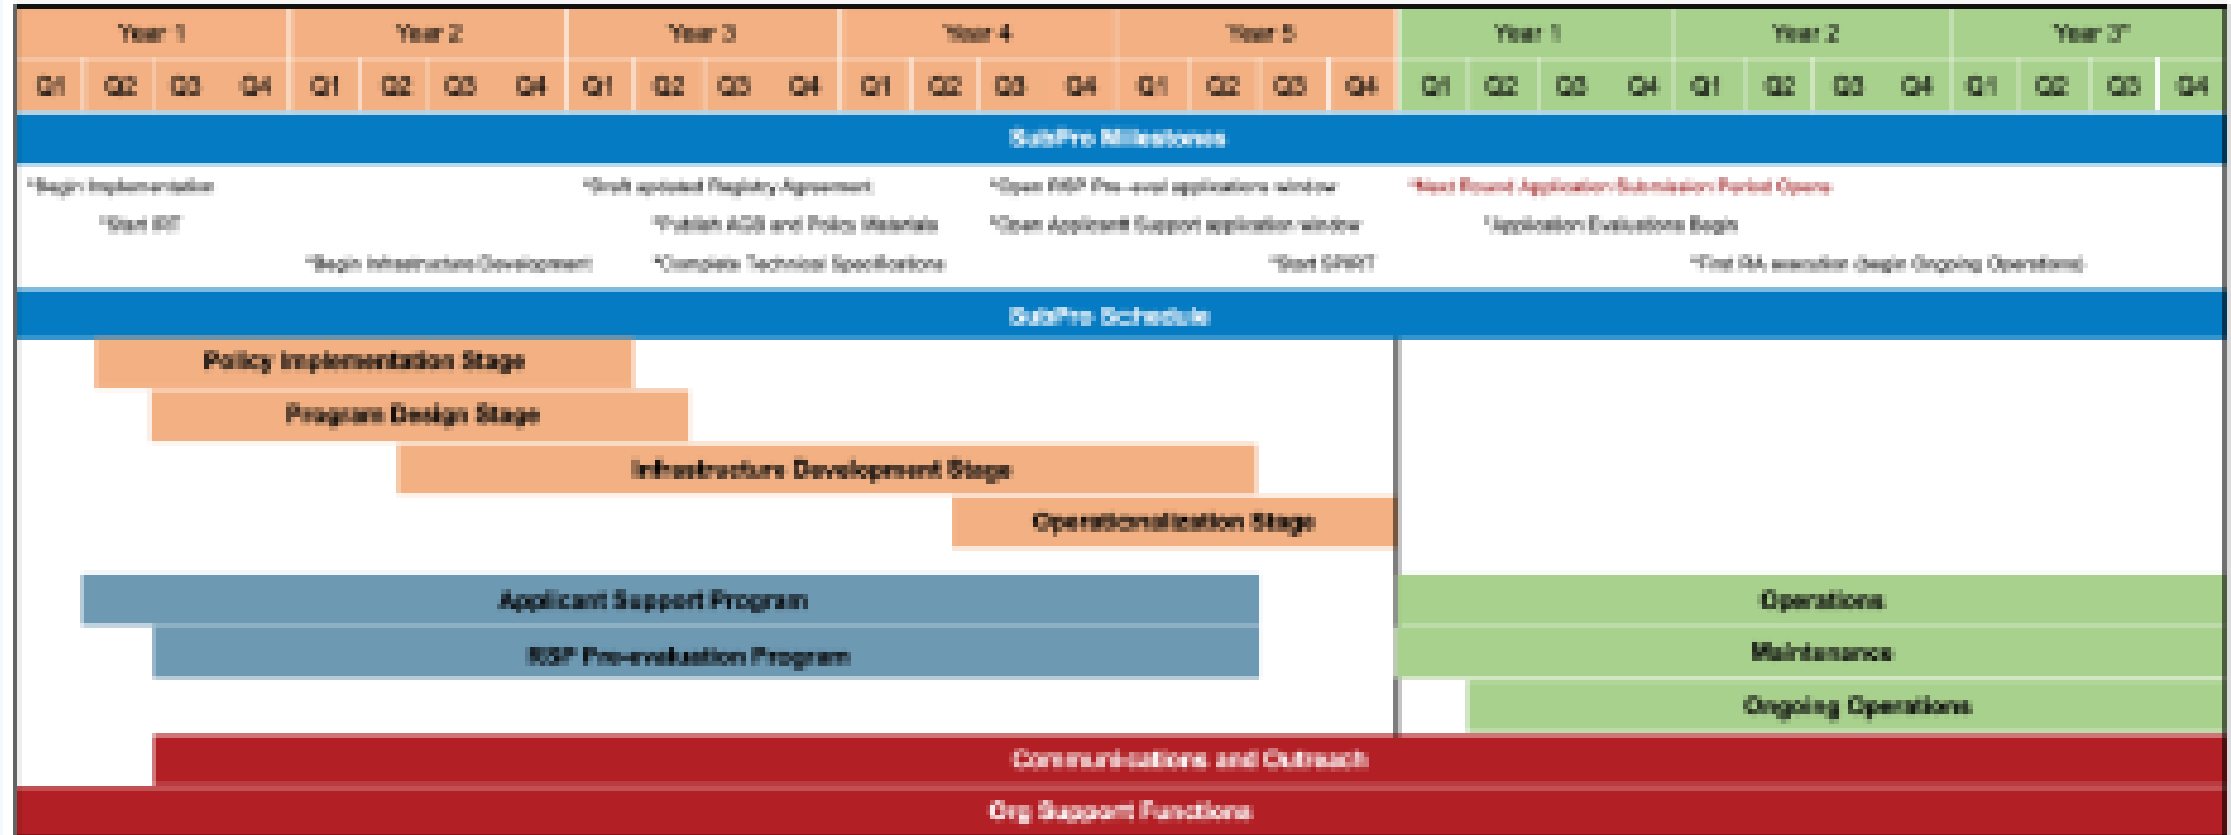 Year 1 Year 2 Year 3 Year 4 Year 5 Year 1 Year 2 Year 3*
Q1 Q2 Q3 Q4 Q1 Q2 Q3 Q4 Q1 Q2 Q3 Q4 Q1 Q2 Q3 Q4 Q1 Q2 Q3 Q4 Q1 Q2 Q3 Q4 Q1 Q2 Q3 Q4 Q1 Q2 Q3 Q4
SubPro Milestones
*Begin Implementation *Draft updated Registry Agreement *Open RSP Pre-eval applications window *Next Round Application Submission Period Opens
*Start IRT *Publish AGB and Policy Materials *Open Applicant Support application window *Application Evaluations Begin
*Begin Infrastructure Development *Complete Technical Specifications *Start SPIRT *First RA execution (begin Ongoing Operations)
SubPro Schedule
Policy Implementation Stage
Program Design Stage
Infrastructure Development Stage
Operationalization Stage
Applicant Support Program Operations
RSP Pre-evaluation Program Maintenance
Ongoing Operations
Communications and Outreach
Org Support Functions